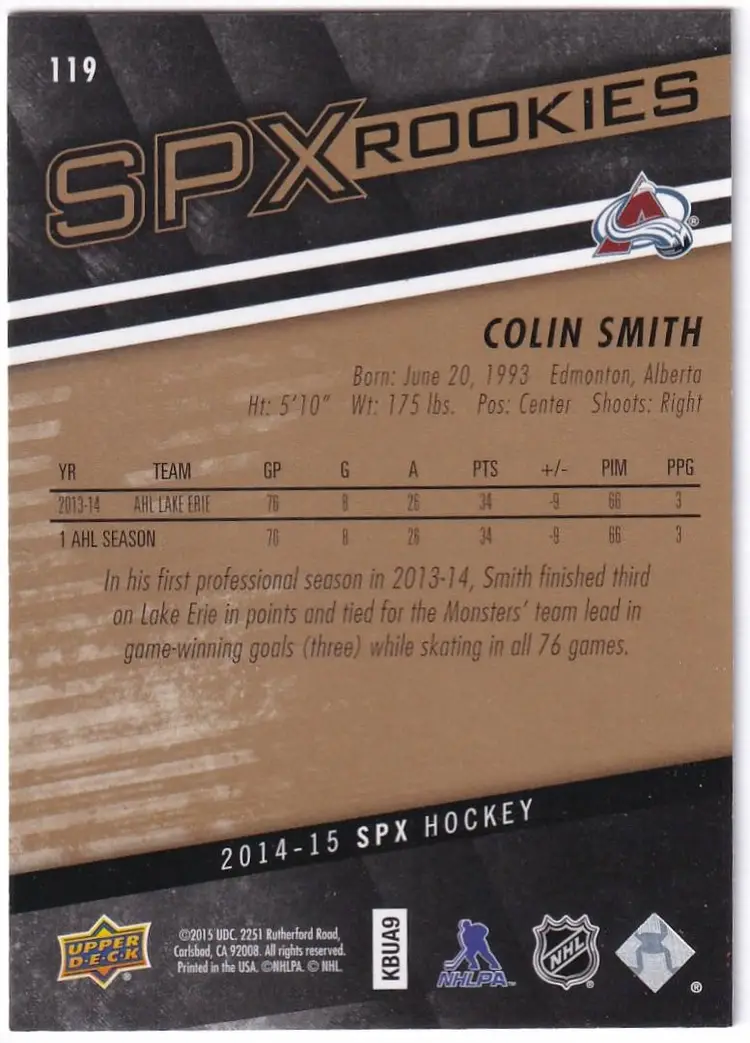 119
SPX ROOKIES
®
COLIN SMITH
Born: June 20, 1993 Edmonton, Alberta
Ht: 5'10" Wt: 175 lbs. Pos: Center Shoots: Right
YR TEAM GP G A PTS +/- PIM PPG
2013-14 AHL LAKE ERIE 76 8 26 34 -9 66 3
1 AHL SEASON 76 8 26 34 -9 66 3
In his first professional season in 2013-14, Smith finished third
on Lake Erie in points and tied for the Monsters' team lead in
game-winning goals (three) while skating in all 76 games.
2014-15 SPX HOCKEY
UPPER
D·E·C·K
©2015 UDC. 2251 Rutherford Road,
Carlsbad, CA 92008. All rights reserved.
Printed in the USA. ©NHLPA. © NHL.
KBUA9
NHLPA™
NHL ®
®